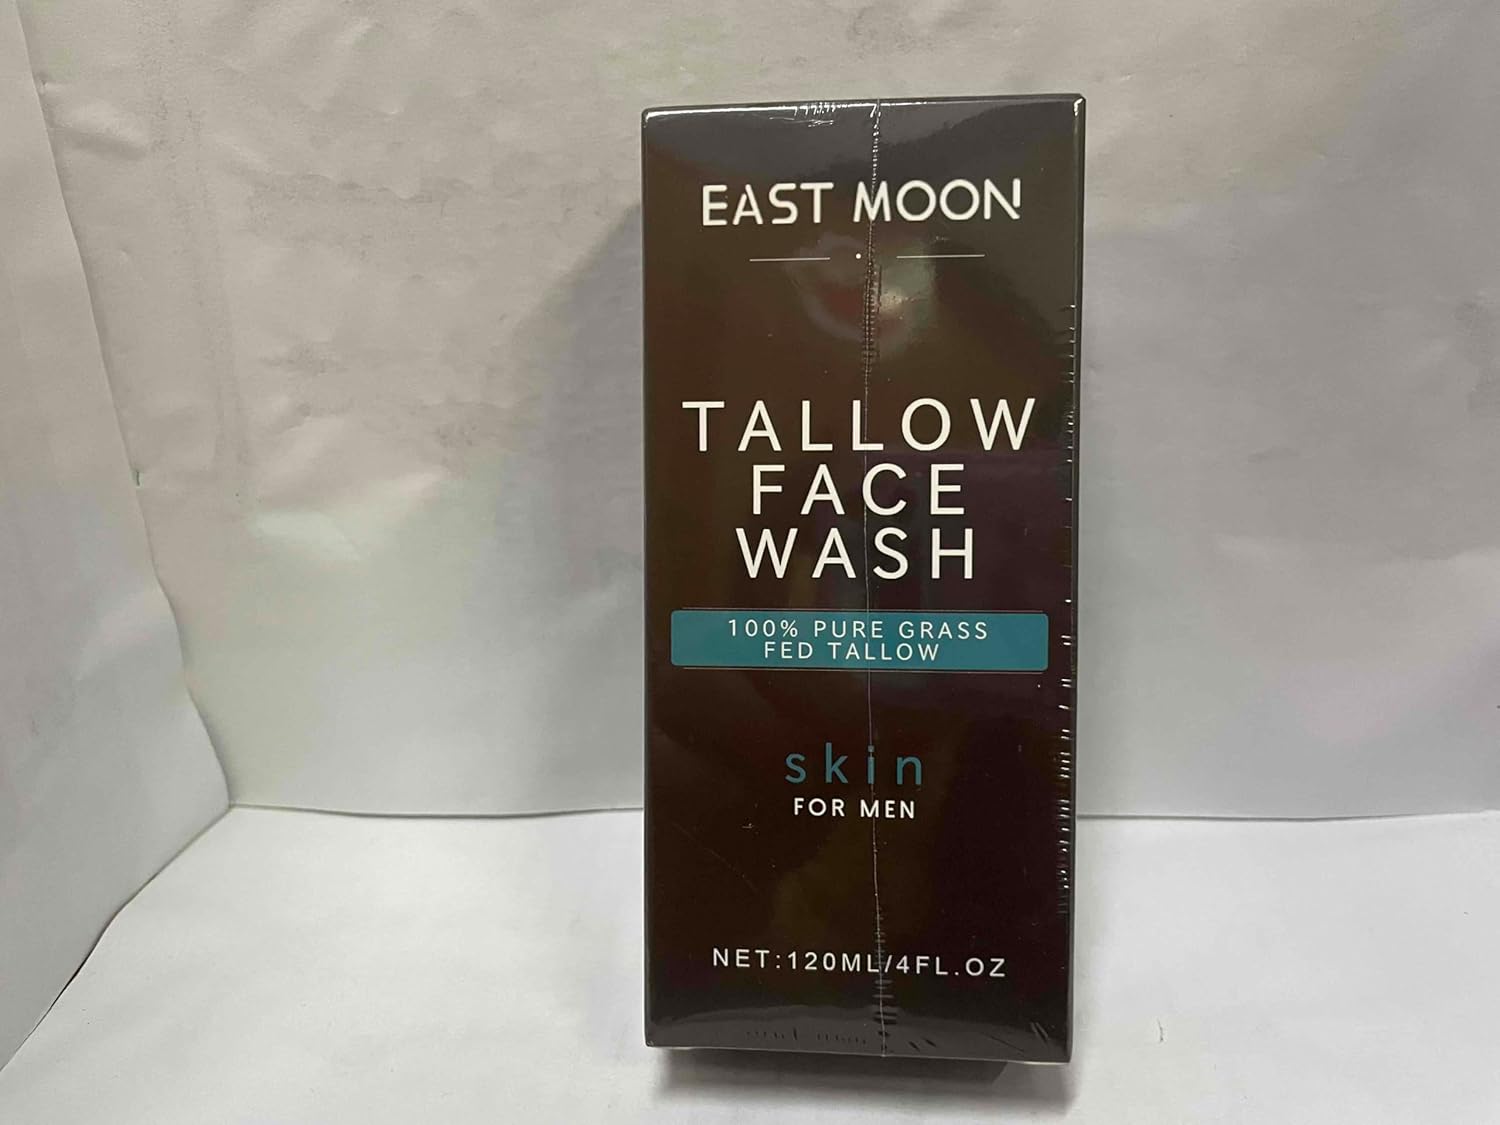 EAST MOON
TALLOW
FACE
WASH
100% PURE GRASS
FED TALLOW
skin
FOR MEN
NET:120ML/4FL.OZ